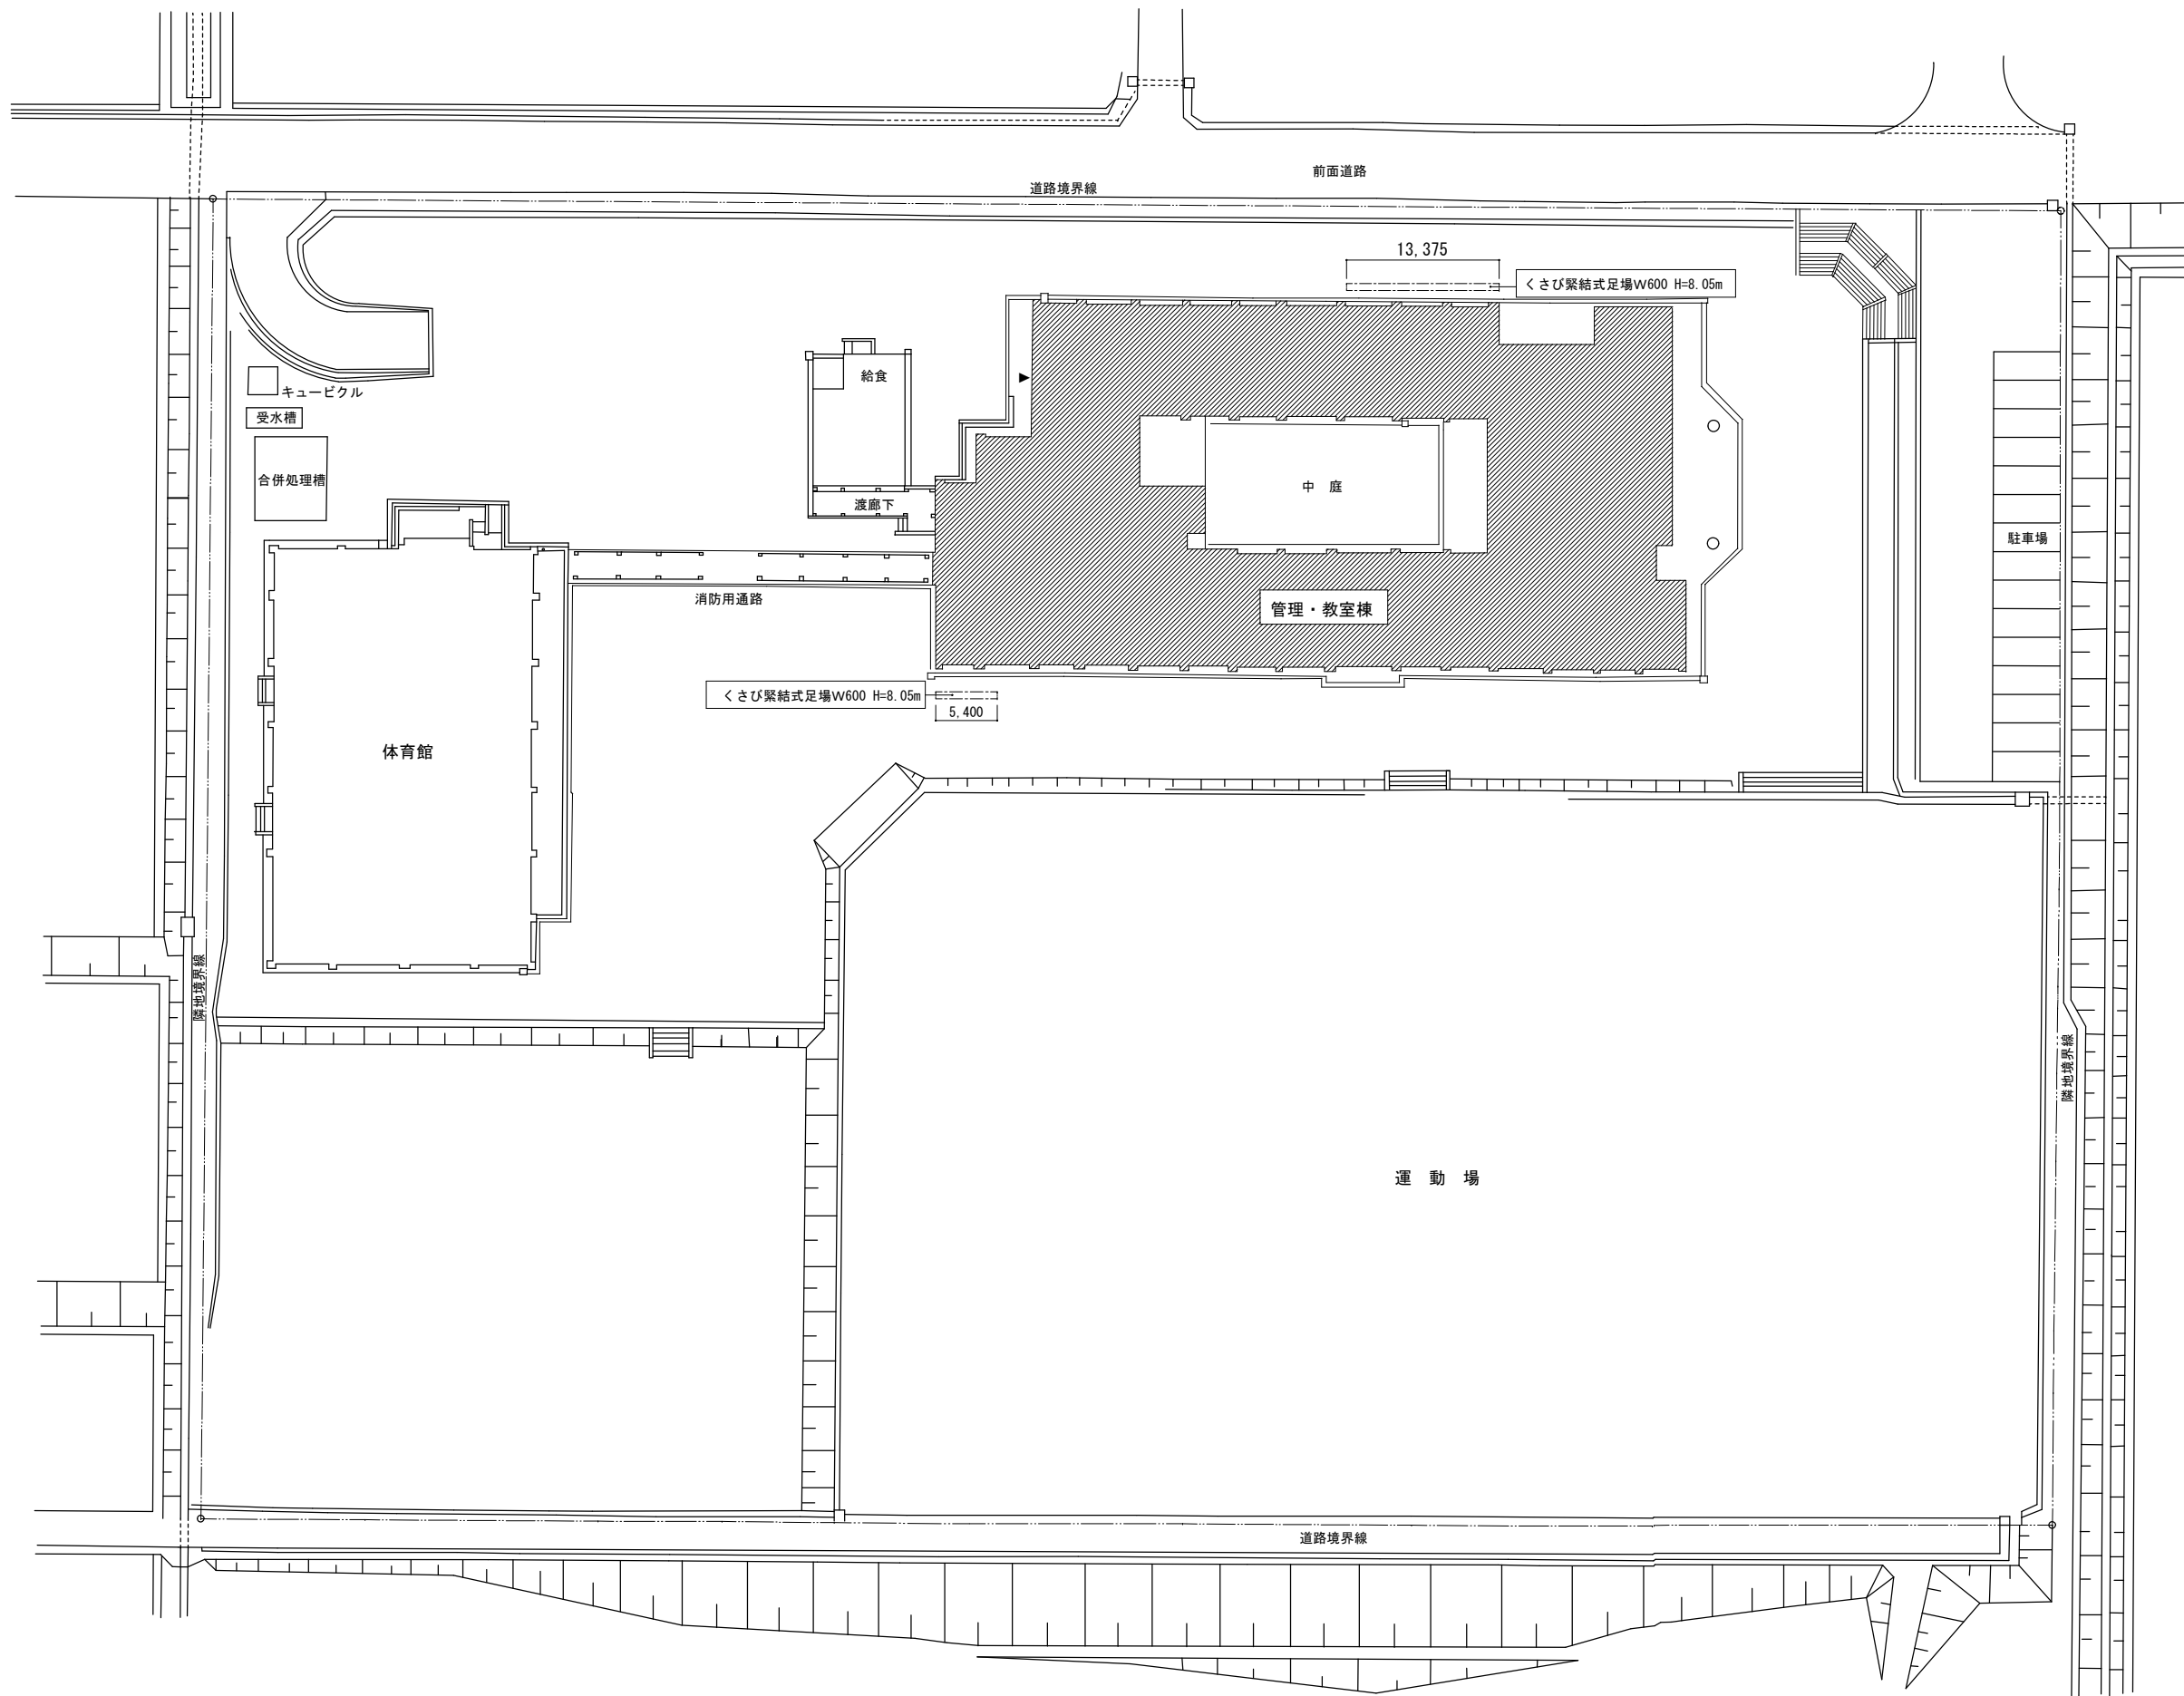 前面道路
道路境界線
13,375
くさび緊結式足場W600 H=8.05m
給食
キュービクル
受水槽
合併処理槽
中　庭
渡廊下
駐車場
消防用通路
管理・教室棟
くさび緊結式足場W600 H=8.05m
5,400
体育館
隣地境界線
隣地境界線
運　動　場
道路境界線